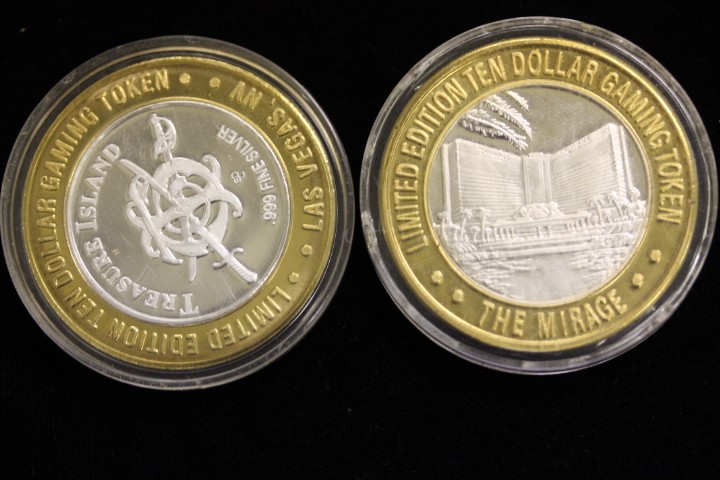 LIMITED EDITION TEN DOLLAR GAMING TOKEN
LAS VEGAS, NV
TREASURE ISLAND
.999 FINE SILVER
LIMITED EDITION TEN DOLLAR GAMING TOKEN
THE MIRAGE